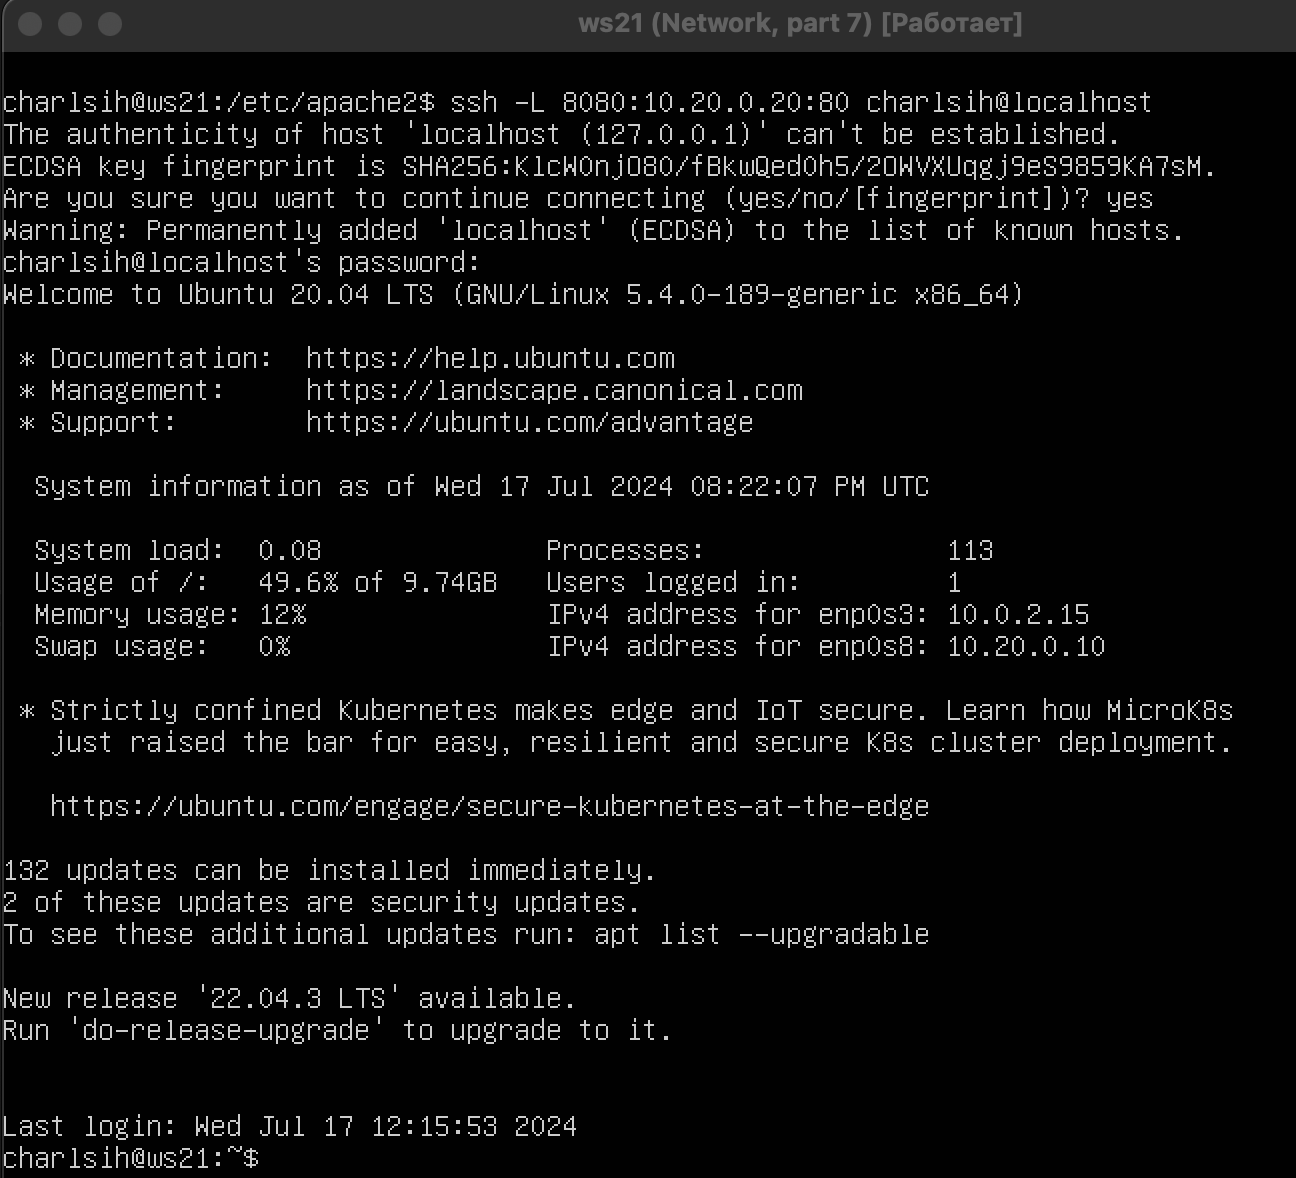 ws21 (Network, part 7) [Работает]
charlsih@ws21:/etc/apache2$ ssh -L 8080:10.20.0.20:80 charlsih@localhost
The authenticity of host 'localhost (127.0.0.1)' can't be established.
ECDSA key fingerprint is SHA256:KlcW0njO80/fBkwQedOh5/2OWVXUqgj9eS9859KA7sM.
Are you sure you want to continue connecting (yes/no/[fingerprint])? yes
Warning: Permanently added 'localhost' (ECDSA) to the list of known hosts.
charlsih@localhost's password:
Welcome to Ubuntu 20.04 LTS (GNU/Linux 5.4.0-189-generic x86_64)
* Documentation:  https://help.ubuntu.com
* Management:     https://landscape.canonical.com
* Support:        https://ubuntu.com/advantage
System information as of Wed 17 Jul 2024 08:22:07 PM UTC
System load:  0.08               Processes:               113
Usage of /:   49.6% of 9.74GB   Users logged in:         1
Memory usage: 12%               IPv4 address for enp0s3: 10.0.2.15
Swap usage:   0%                IPv4 address for enp0s8: 10.20.0.10
* Strictly confined Kubernetes makes edge and IoT secure. Learn how MicroK8s
just raised the bar for easy, resilient and secure K8s cluster deployment.
https://ubuntu.com/engage/secure-kubernetes-at-the-edge
132 updates can be installed immediately.
2 of these updates are security updates.
To see these additional updates run: apt list --upgradable
New release '22.04.3 LTS' available.
Run 'do-release-upgrade' to upgrade to it.
Last login: Wed Jul 17 12:15:53 2024
charlsih@ws21:~$